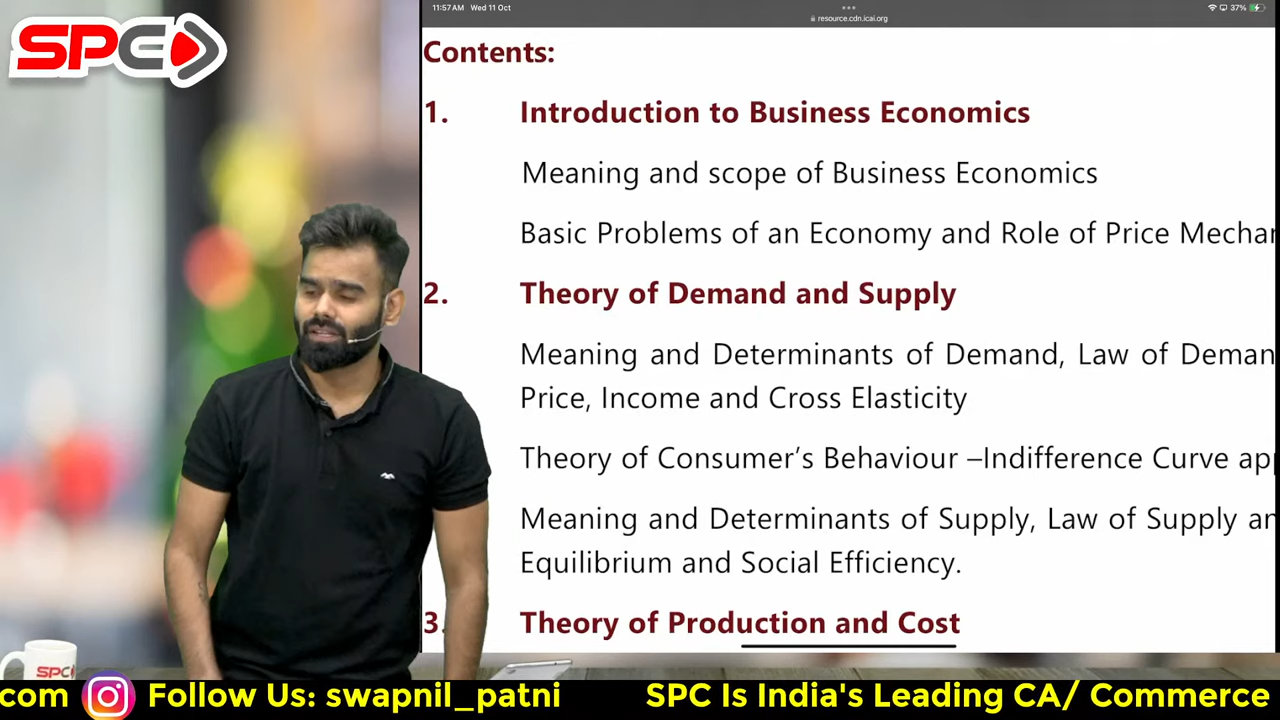 SPC
11:57 AM Wed 11 Oct
resource.cdn.icai.org
37%
Contents:
1. Introduction to Business Economics
Meaning and scope of Business Economics
Basic Problems of an Economy and Role of Price Mechan
2. Theory of Demand and Supply
Meaning and Determinants of Demand, Law of Deman
Price, Income and Cross Elasticity
Theory of Consumer's Behaviour –Indifference Curve ap
Meaning and Determinants of Supply, Law of Supply an
Equilibrium and Social Efficiency.
3. Theory of Production and Cost
SPC
com Follow Us: swapnil_patni SPC Is India's Leading CA/ Commerce